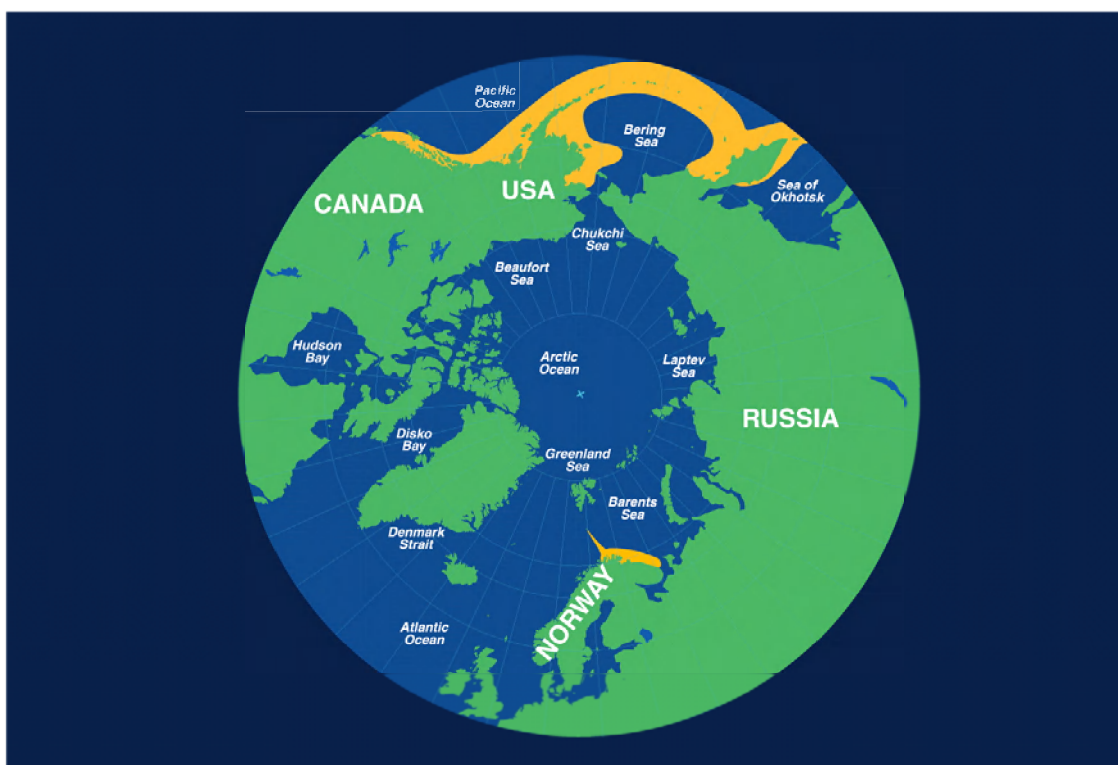 Pacific
Ocean
Bering
Sea
Sea of
Okhotsk
USA
CANADA
Chukchi
Sea
Beaufort
Sea
Hudson
Bay
Arctic
Ocean
Laptev
Sea
RUSSIA
Disko
Bay
Greenland
Sea
Barents
Sea
Denmark
Strait
NORWAY
Atlantic
Ocean